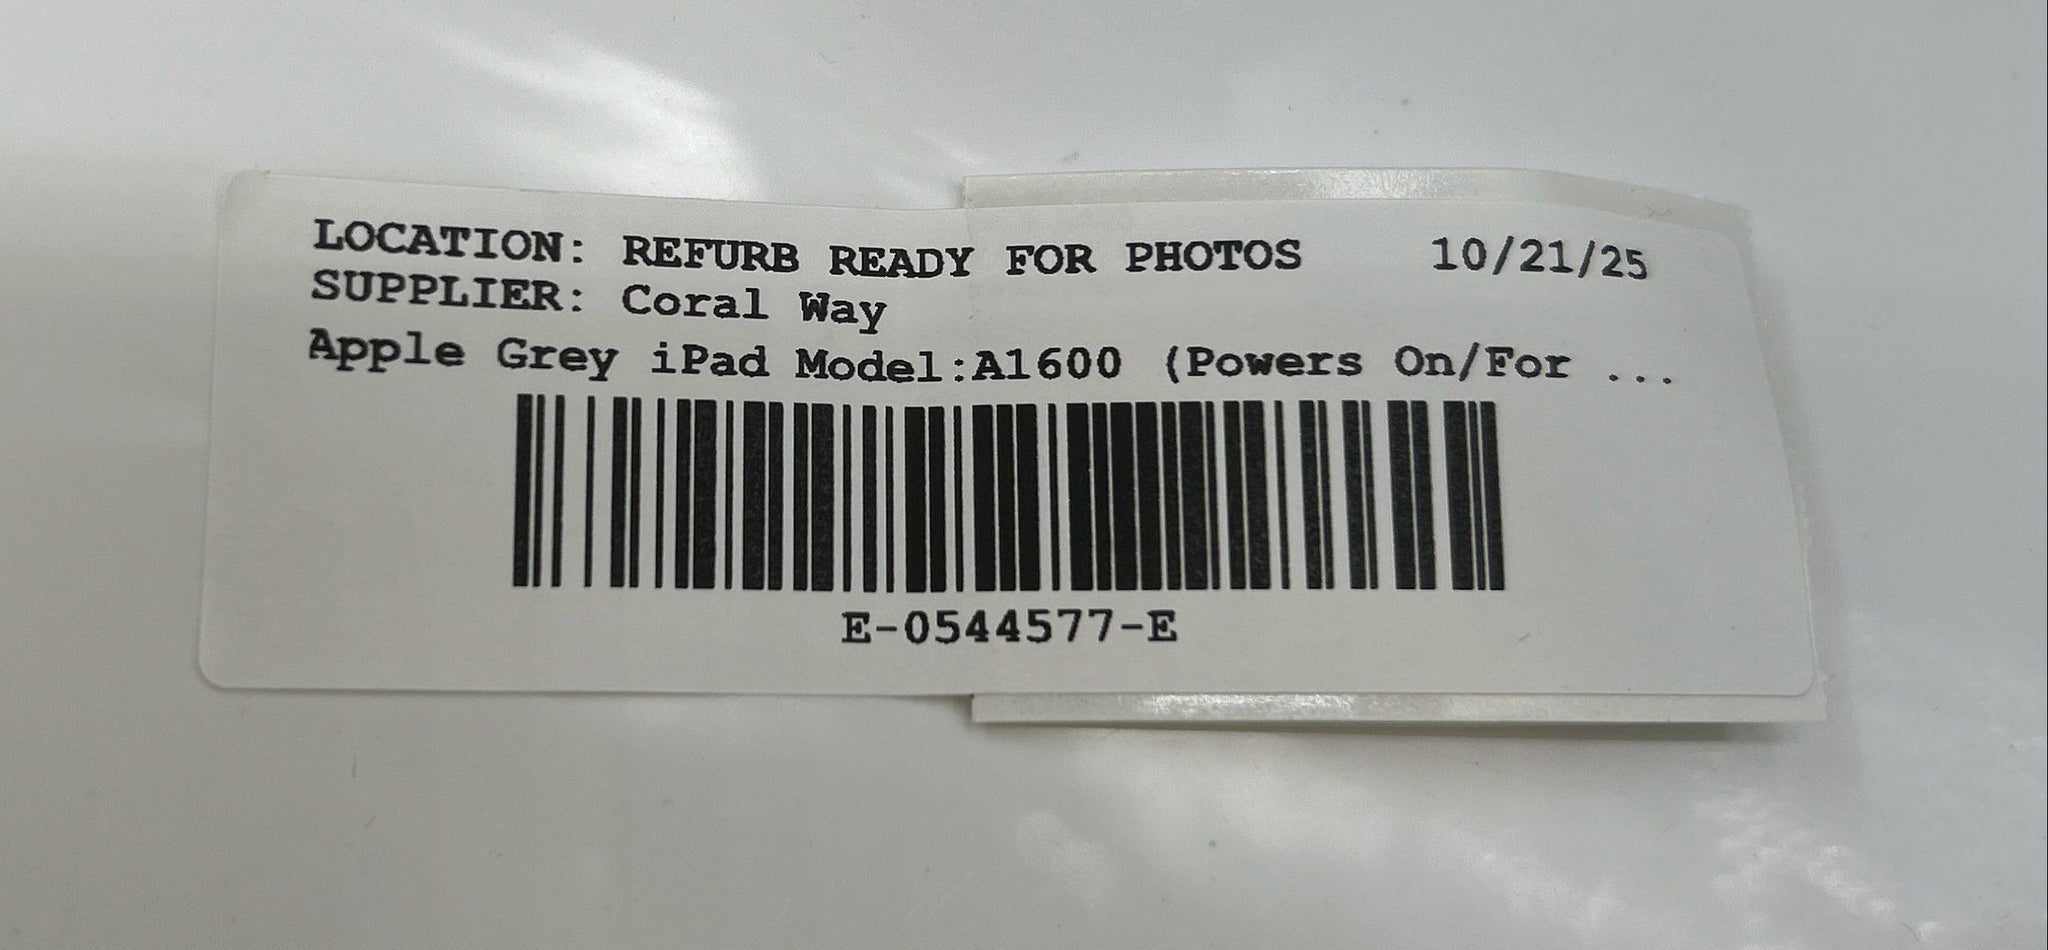 LOCATION: REFURB READY FOR PHOTOS 10/21/25
SUPPLIER: Coral Way
Apple Grey iPad Model:A1600 (Powers On/For ...
E-0544577-E